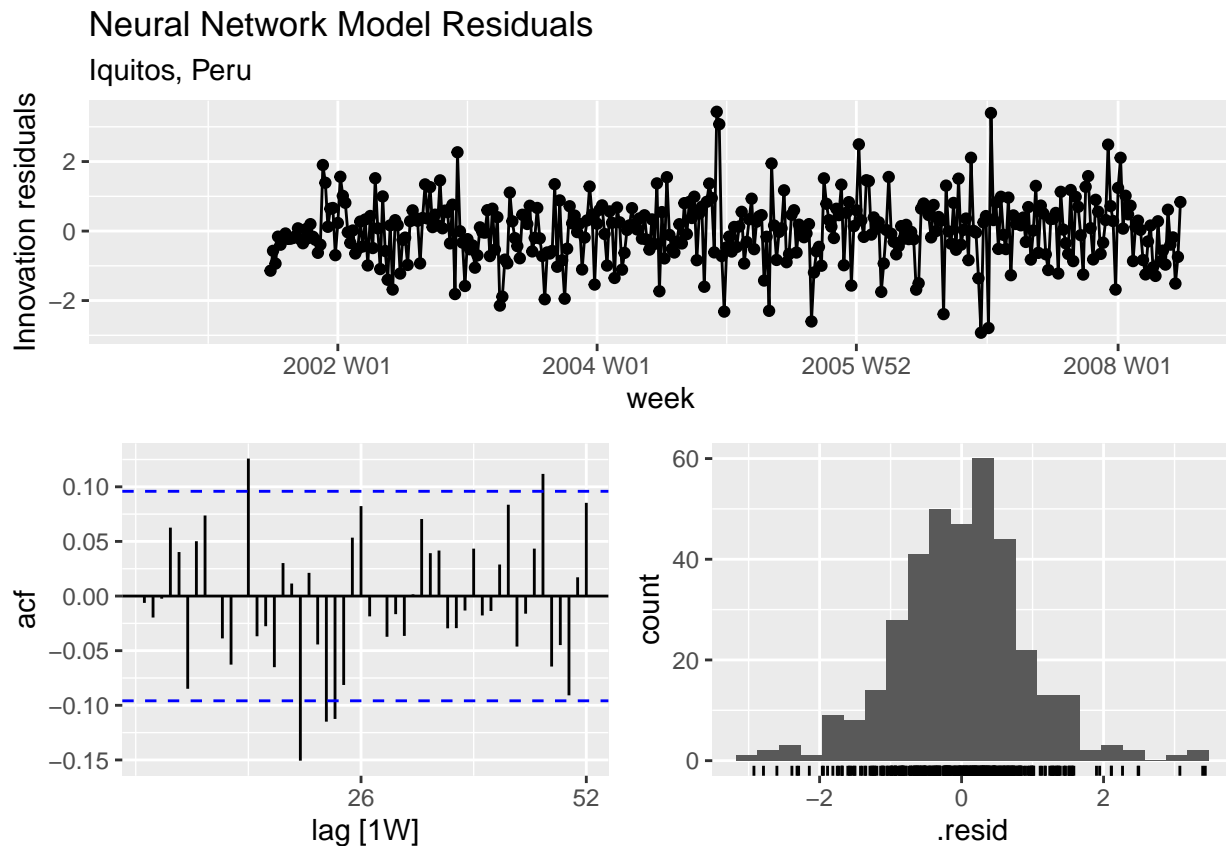 Neural Network Model Residuals
Iquitos, Peru
Innovation residuals
2
0
−2
2002 W01
2004 W01
2005 W52
2008 W01
week
acf
0.10
0.05
0.00
−0.05
−0.10
−0.15
26
52
lag [1W]
count
60
40
20
0
−2
0
2
.resid